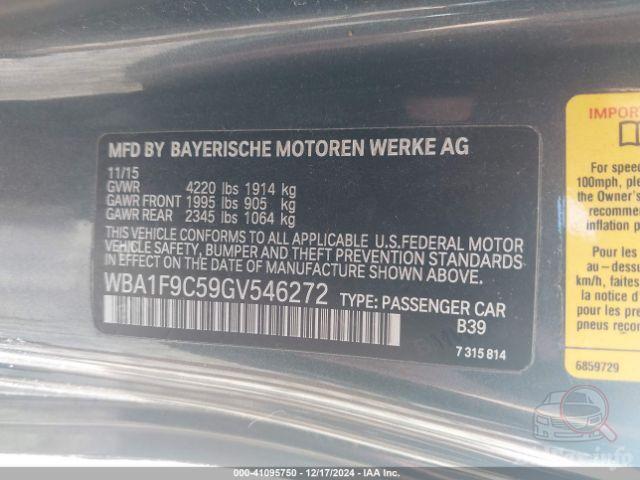 MFD BY BAYERISCHE MOTOREN WERKE AG
11/15
GVWR 4220 lbs 1914 kg
GAWR FRONT 1995 lbs 905 kg
GAWR REAR 2345 lbs 1064 kg
THIS VEHICLE CONFORMS TO ALL APPLICABLE U.S.FEDERAL MOTOR
VEHICLE SAFETY, BUMPER AND THEFT PREVENTION STANDARDS
IN EFFECT ON THE DATE OF MANUFACTURE SHOWN ABOVE.
WBA1F9C59GV546272 TYPE: PASSENGER CAR
B39
7 315 814
IMPOR
For speed
100mph, ple
the Owner's
recommen
inflation p
Pour les
au - dessu
km/h, li
la notice d'
pour les p
pneus recom
6859729
000-41095750 - 12/17/2024 - IAA Inc.